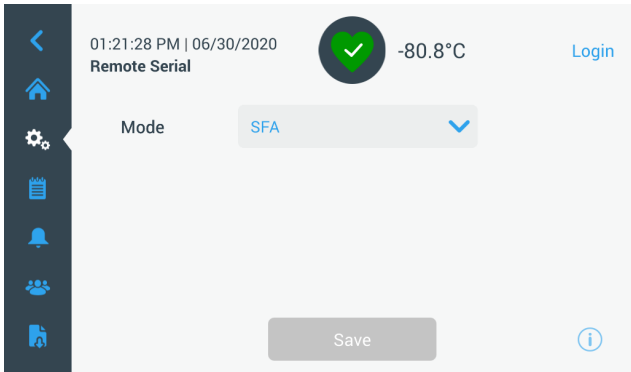 01:21:28 PM | 06/30/2020
Remote Serial
-80.8°C
Login
Mode
SFA
Save